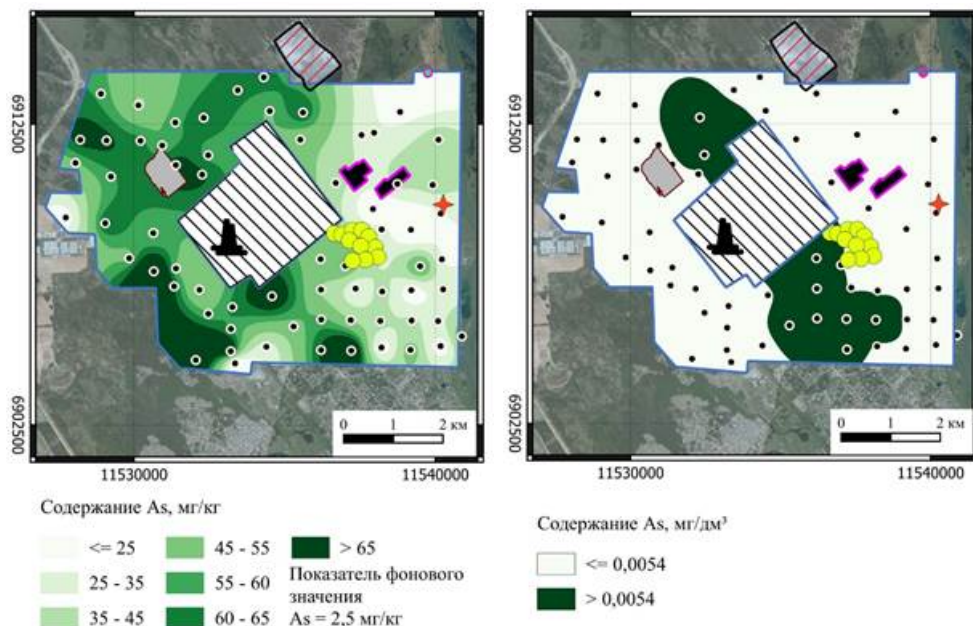 6912500
6902500
0 1 2 км
11530000 11540000
Содержание As, мг/кг
<= 25
25 - 35
35 - 45
45 - 55
55 - 60
60 - 65
> 65
Показатель фонового
значения
As = 2,5 мг/кг
6912500
6902500
0 1 2 км
11530000 11540000
Содержание As, мг/дм³
<= 0,0054
> 0,0054